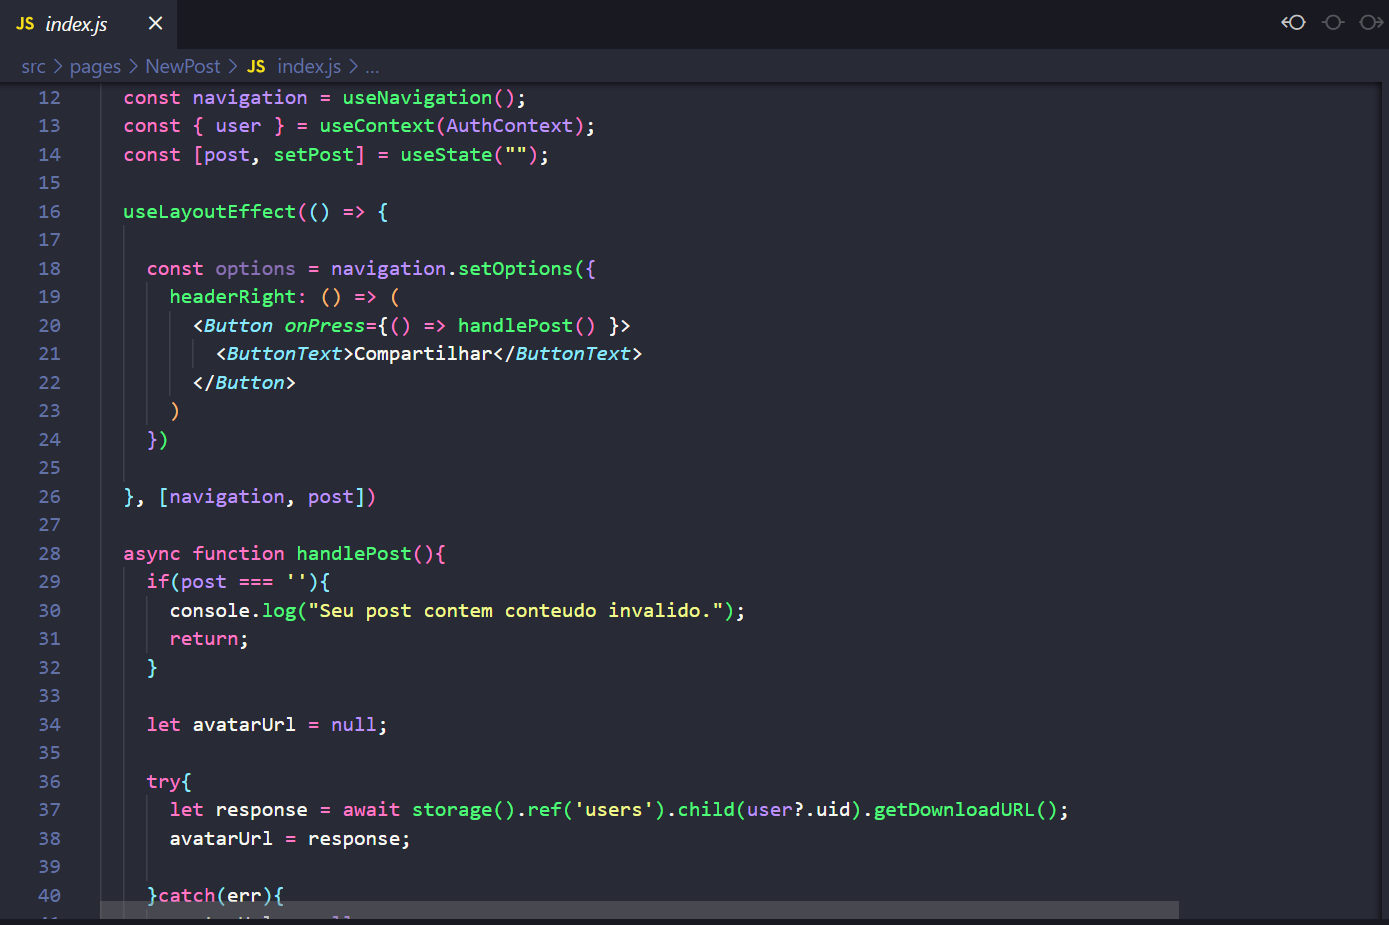 JS index.js ×
src > pages > NewPost > JS index.js > ...
12 const navigation = useNavigation();
13 const { user } = useContext(AuthContext);
14 const [post, setPost] = useState("");
15
16 useLayoutEffect(() => {
17
18 const options = navigation.setOptions({
19 headerRight: () => (
20 <Button onPress={() => handlePost() }>
21 <ButtonText>Compartilhar</ButtonText>
22 </Button>
23 )
24 })
25
26 }, [navigation, post])
27
28 async function handlePost(){
29 if(post === ''){
30 console.log("Seu post contem conteudo invalido.");
31 return;
32 }
33
34 let avatarUrl = null;
35
36 try{
37 let response = await storage().ref('users').child(user?.uid).getDownloadURL();
38 avatarUrl = response;
39
40 }catch(err){